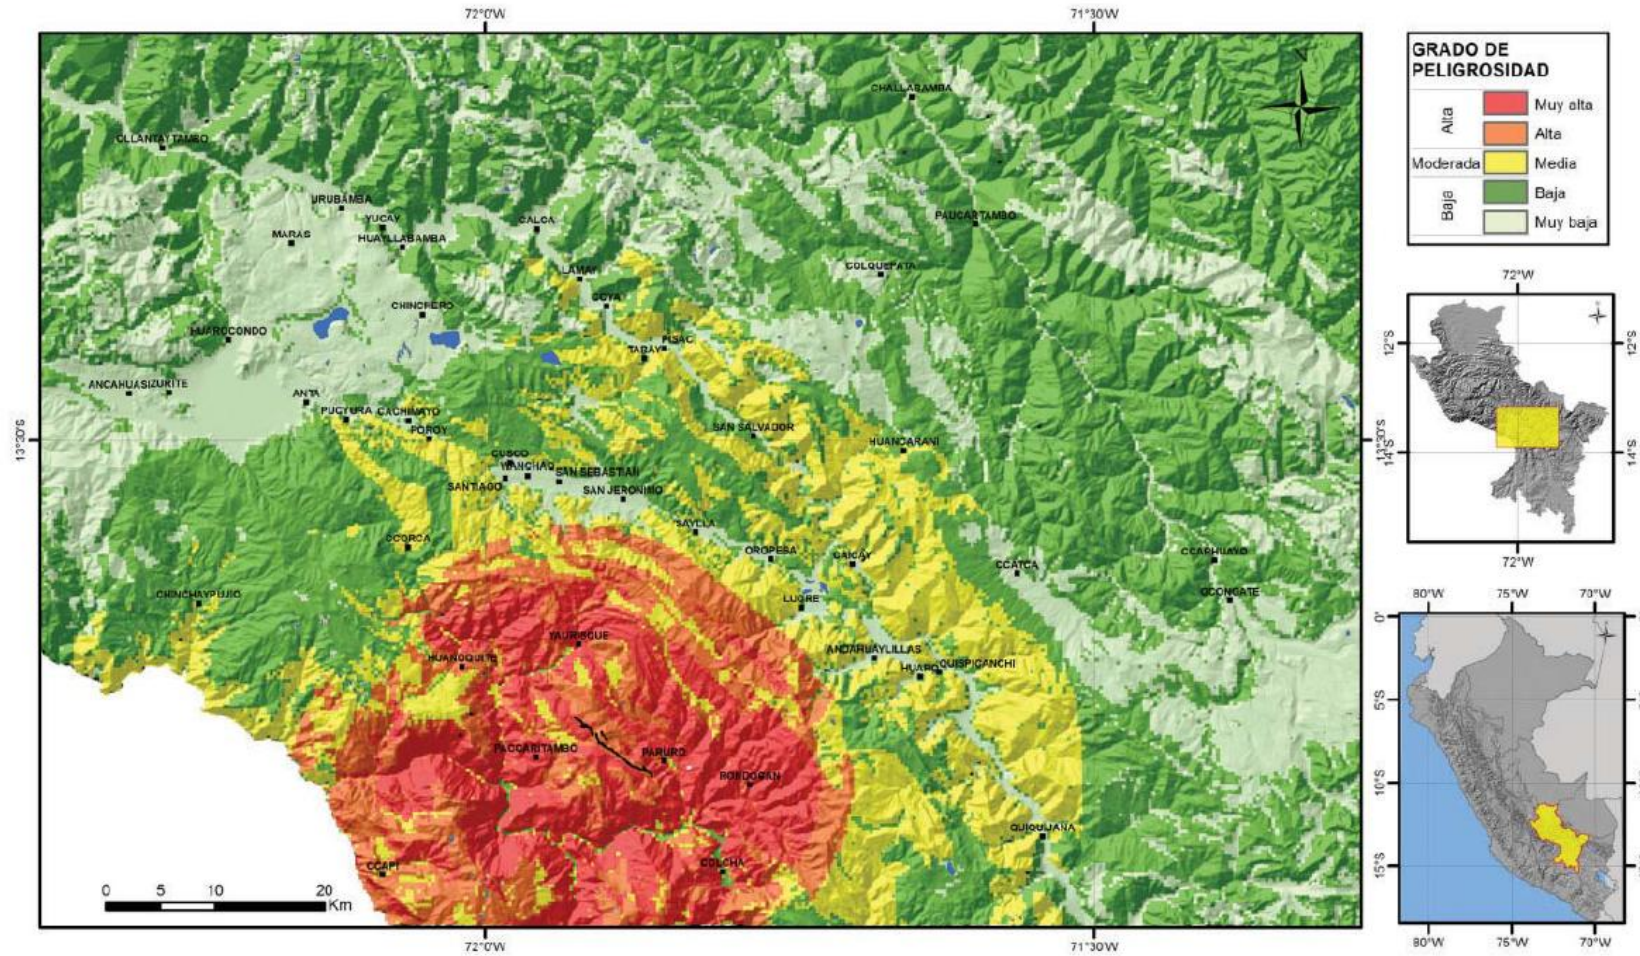 72°0'W
71°30'W
GRADO DE
PELIGROSIDAD
Alta
Muy alta
Alta
Moderada
Media
Baja
Baja
Muy baja
CHALLABAMBA
OLLANTAYTAMBO
URUBAMBA
YUCAY
MARAS
HUAYLLABAMBA
CALCA
PAUCARTAMBO
LAMAY
COLQUEPATA
COYA
CHINCHERO
HUAROCONDO
PISAC
TARAY
ANCAHUASI
ZURITE
ANTA
PUCYURA
CACHIMAYO
POROY
SAN SALVADOR
HUANCARANI
13°30'S
13°30'S
CUSCO
WANCHAQ
SAN SEBASTIAN
SANTIAGO
SAN JERONIMO
SAYLLA
CCORCA
OROPESA
CAICAY
CCATCA
CCARHUAYO
OCONGATE
CHINCHAYPUJIO
LUCRE
YAURISQUE
ANDAHUAYLILLAS
HUANOQUITE
HUARO
QUISPICANCHI
PACCARITAMBO
PARURO
RONDOCAN
QUIQUIJANA
CCAPI
COLCHA
0 5 10 20
Km
72°0'W
71°30'W
72°W
12°S
12°S
14°S
14°S
72°W
80°W
75°W
70°W
0°
5°S
10°S
15°S
80°W
75°W
70°W